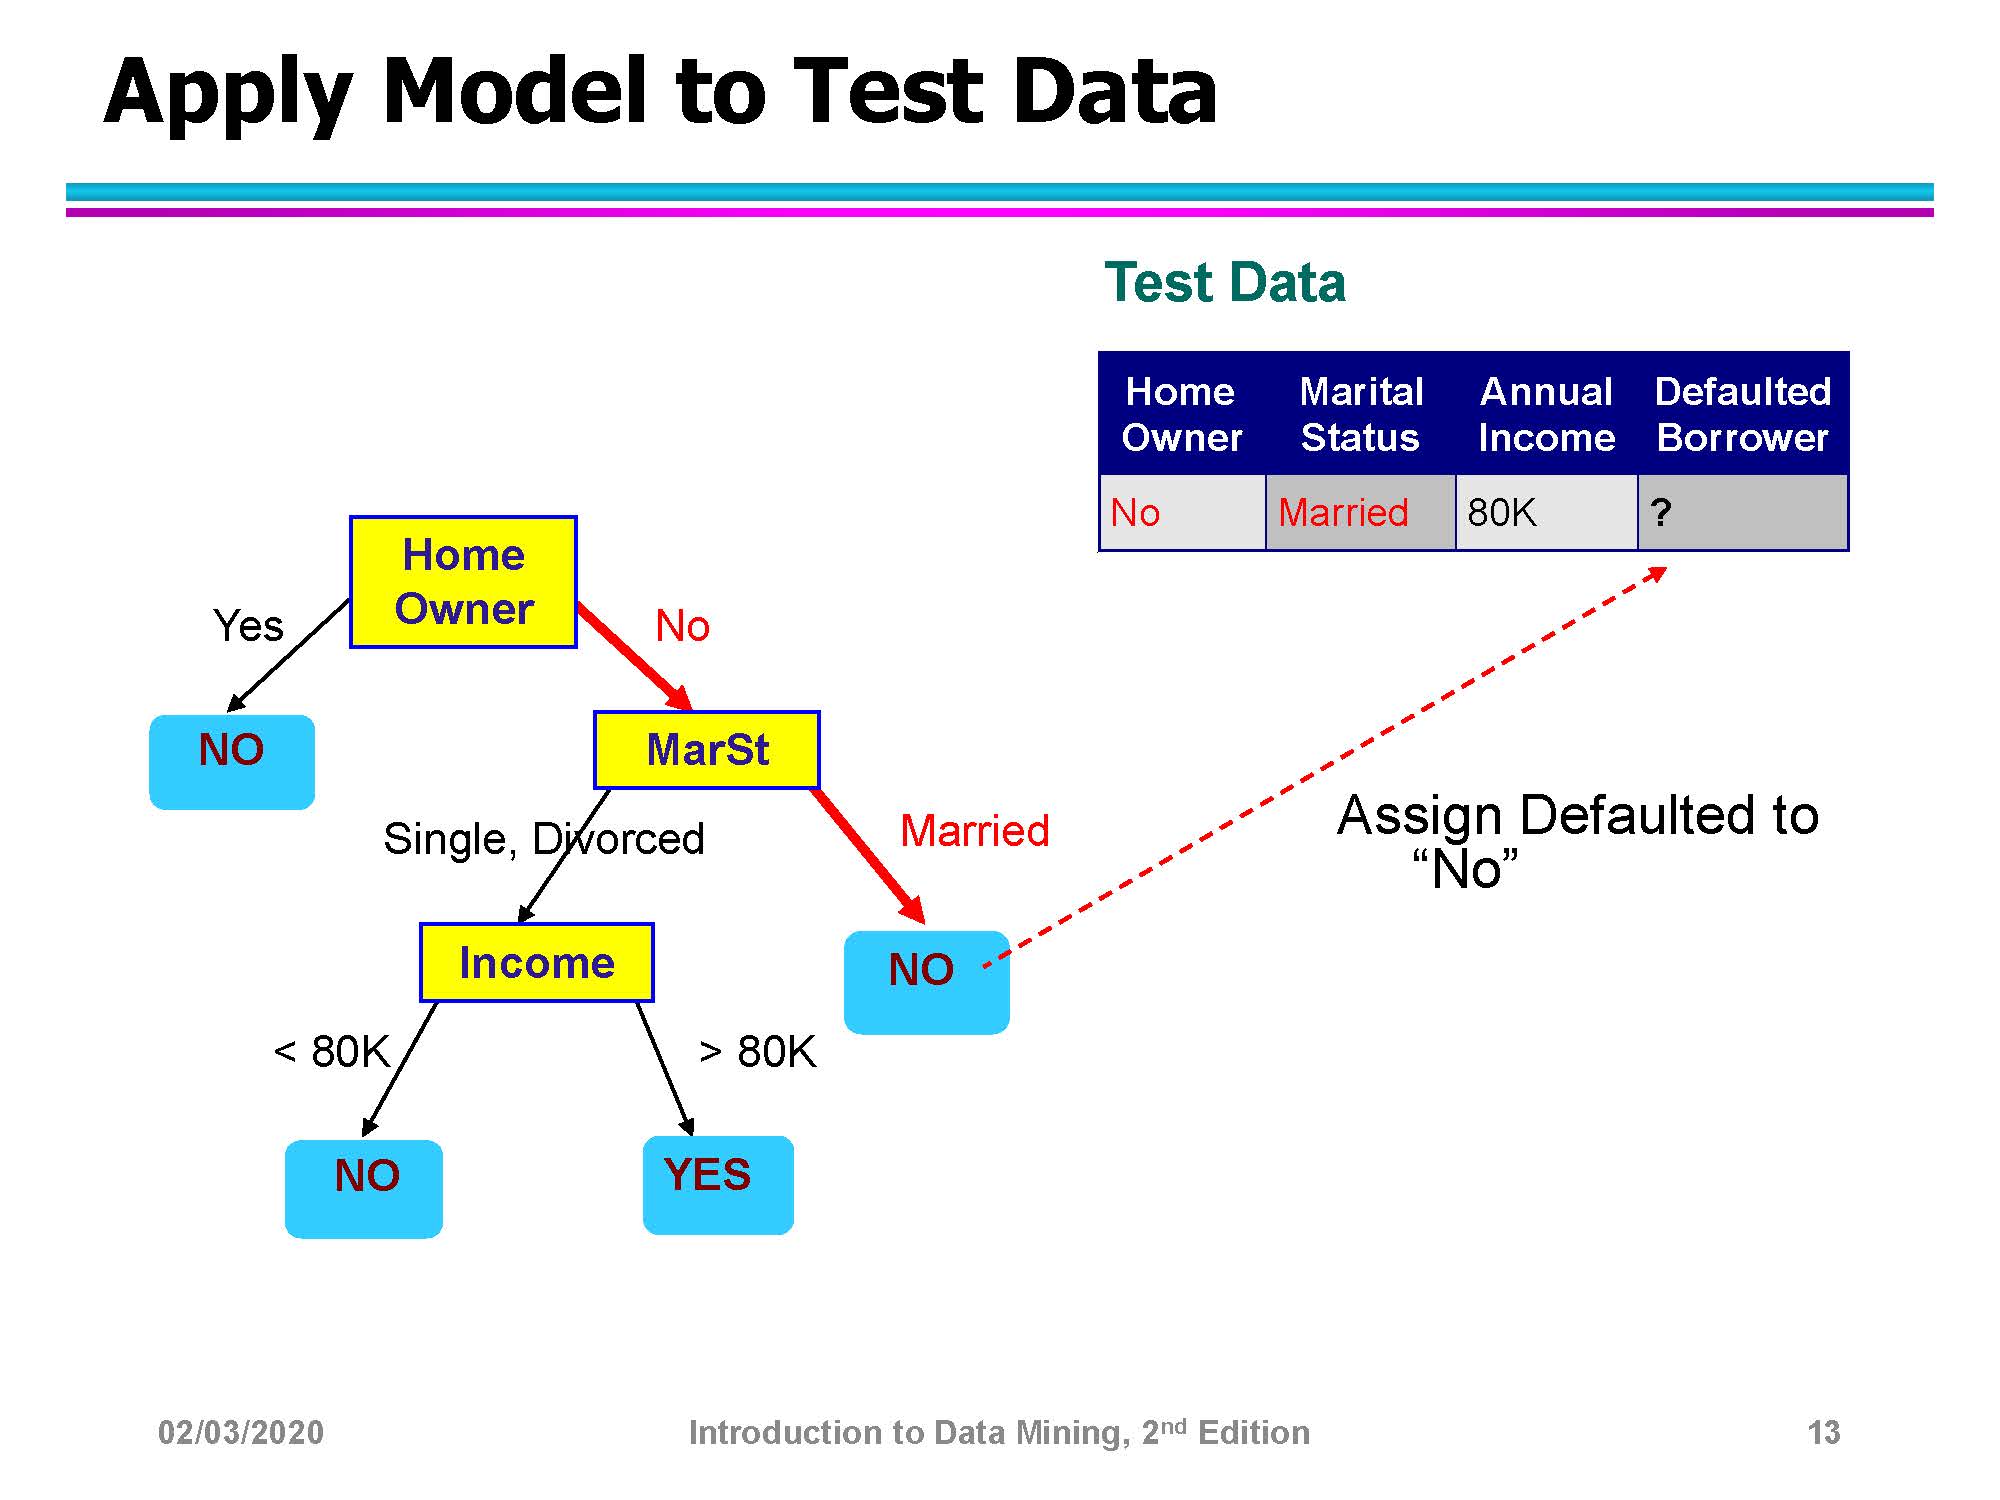 Apply Model to Test Data
Test Data
Home Marital Annual Defaulted
Owner Status Income Borrower
No Married 80K ?
Home
Owner
Yes No
NO MarSt
Single, Divorced Married
Assign Defaulted to
“No”
Income NO
< 80K > 80K
NO YES
02/03/2020 Introduction to Data Mining, 2nd Edition 13